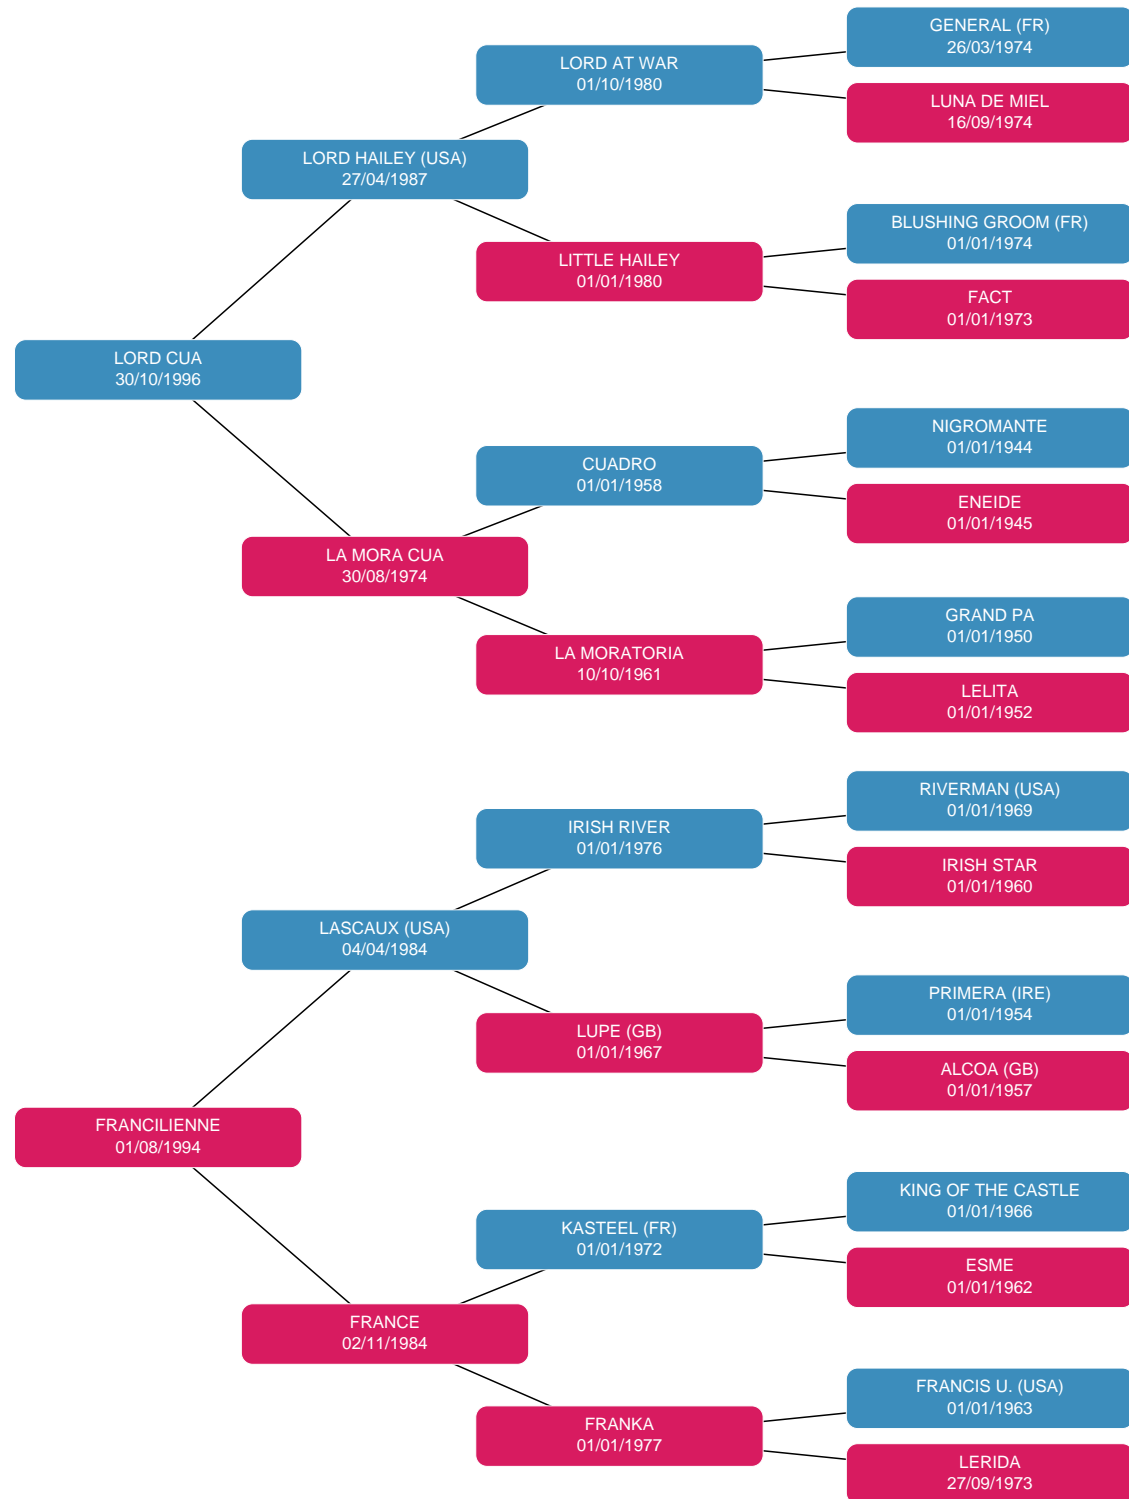 GENERAL (FR)
26/03/1974
LORD AT WAR
01/10/1980
LUNA DE MIEL
16/09/1974
LORD HAILEY (USA)
27/04/1987
BLUSHING GROOM (FR)
01/01/1974
LITTLE HAILEY
01/01/1980
FACT
01/01/1973
LORD CUA
30/10/1996
NIGROMANTE
01/01/1944
CUADRO
01/01/1958
ENEIDE
01/01/1945
LA MORA CUA
30/08/1974
GRAND PA
01/01/1950
LA MORATORIA
10/10/1961
LELITA
01/01/1952
RIVERMAN (USA)
01/01/1969
IRISH RIVER
01/01/1976
IRISH STAR
01/01/1960
LASCAUX (USA)
04/04/1984
PRIMERA (IRE)
01/01/1954
LUPE (GB)
01/01/1967
ALCOA (GB)
01/01/1957
FRANCILIENNE
01/08/1994
KING OF THE CASTLE
01/01/1966
KASTEEL (FR)
01/01/1972
ESME
01/01/1962
FRANCE
02/11/1984
FRANCIS U. (USA)
01/01/1963
FRANKA
01/01/1977
LERIDA
27/09/1973